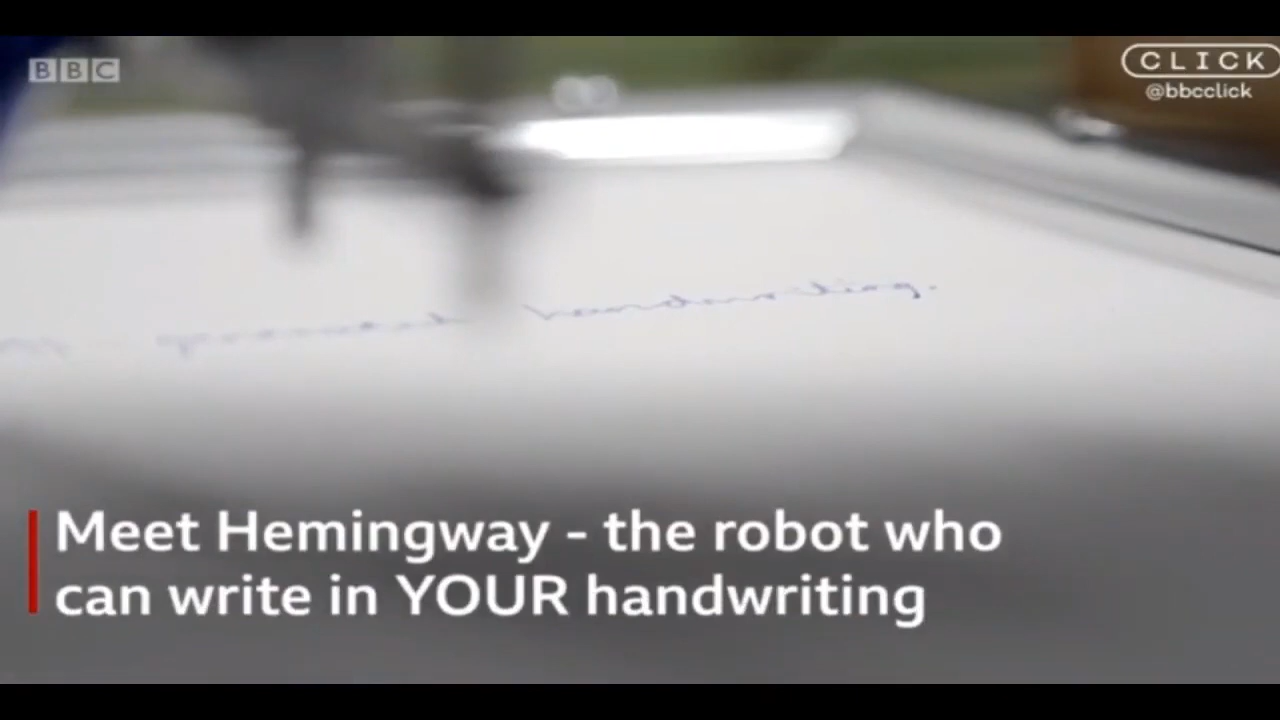 BBC
CLICK
@bbcclick
handwriting.
Meet Hemingway - the robot who
can write in YOUR handwriting